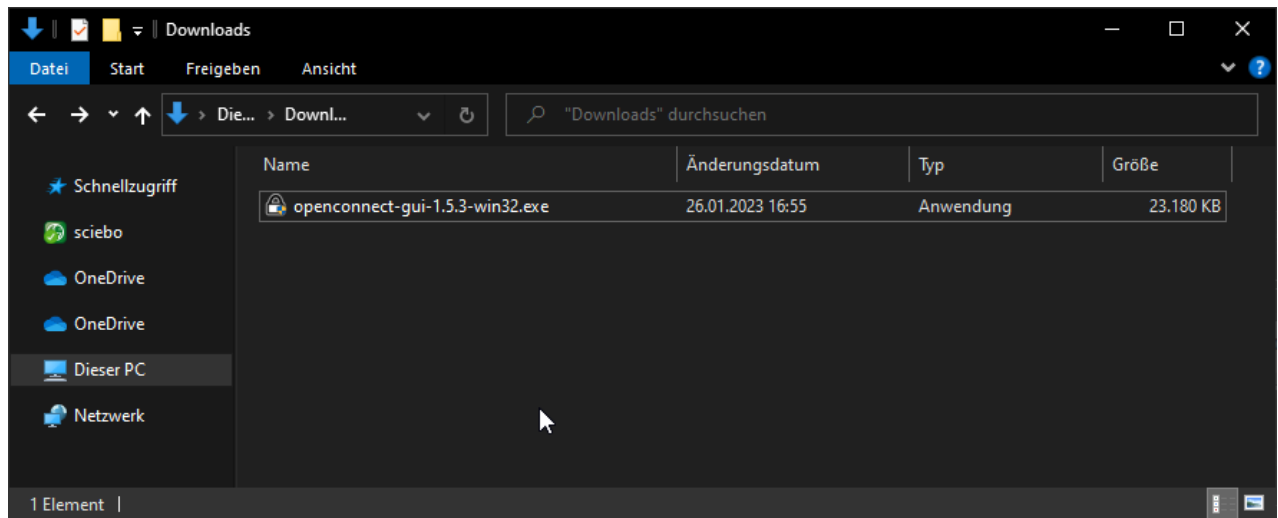 Downloads
Datei Start Freigeben Ansicht
Die... Downl... "Downloads" durchsuchen
Name Änderungsdatum Typ Größe
Schnellzugriff
openconnect-gui-1.5.3-win32.exe 26.01.2023 16:55 Anwendung 23.180 KB
sciebo
OneDrive
OneDrive
Dieser PC
Netzwerk
1 Element